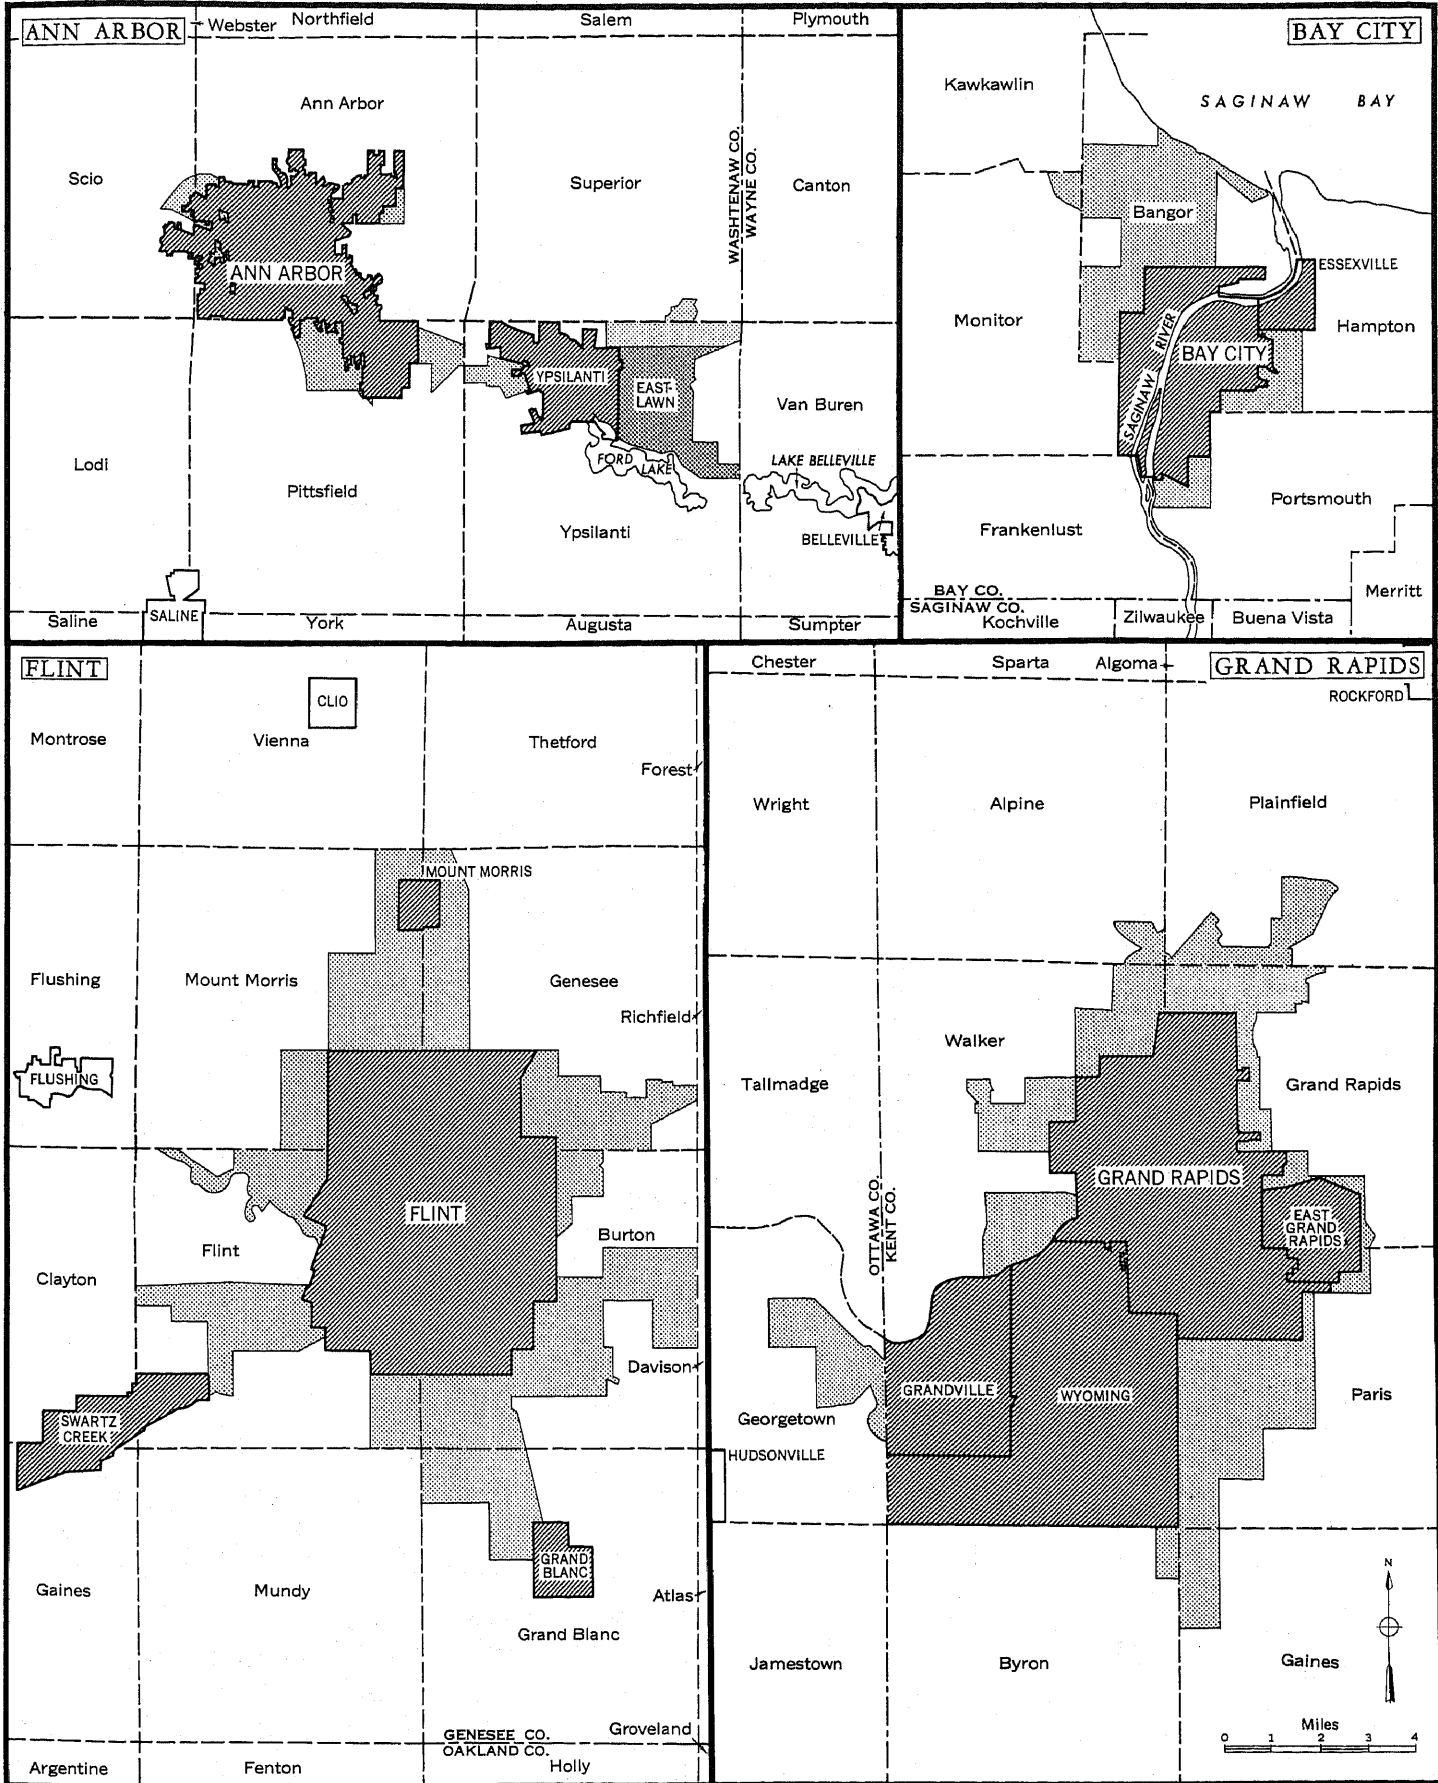 ANN ARBOR
Webster
Northfield
Salem
Plymouth
Ann Arbor
Scio
Superior
Canton
WASHTENAW CO.
WAYNE CO.
ANN ARBOR
YPSILANTI
EAST-
LAWN
Van Buren
Lodi
Pittsfield
FORD LAKE
LAKE BELLEVILLE
Ypsilanti
BELLEVILLE
SALINE
Saline
York
Augusta
Sumpter
BAY CITY
Kawkawlin
SAGINAW BAY
Bangor
ESSEXVILLE
Monitor
Hampton
SAGINAW RIVER
BAY CITY
Portsmouth
Frankenlust
Merritt
BAY CO.
SAGINAW CO.
Kochville
Zilwaukee
Buena Vista
FLINT
CLIO
Montrose
Vienna
Thetford
Forest
MOUNT MORRIS
Flushing
Mount Morris
Genesee
Richfield
FLUSHING
FLINT
Flint
Burton
Clayton
Davison
SWARTZ
CREEK
GRAND
BLANC
Gaines
Mundy
Atlas
Grand Blanc
GENESEE CO.
OAKLAND CO.
Groveland
Argentine
Fenton
Holly
Chester
Sparta
Algoma
GRAND RAPIDS
ROCKFORD
Wright
Alpine
Plainfield
Walker
Tallmadge
Grand Rapids
GRAND RAPIDS
OTTAWA CO.
KENT CO.
EAST
GRAND
RAPIDS
GRANDVILLE
WYOMING
Paris
Georgetown
HUDSONVILLE
N
Jamestown
Byron
Gaines
Miles
0 1 2 3 4